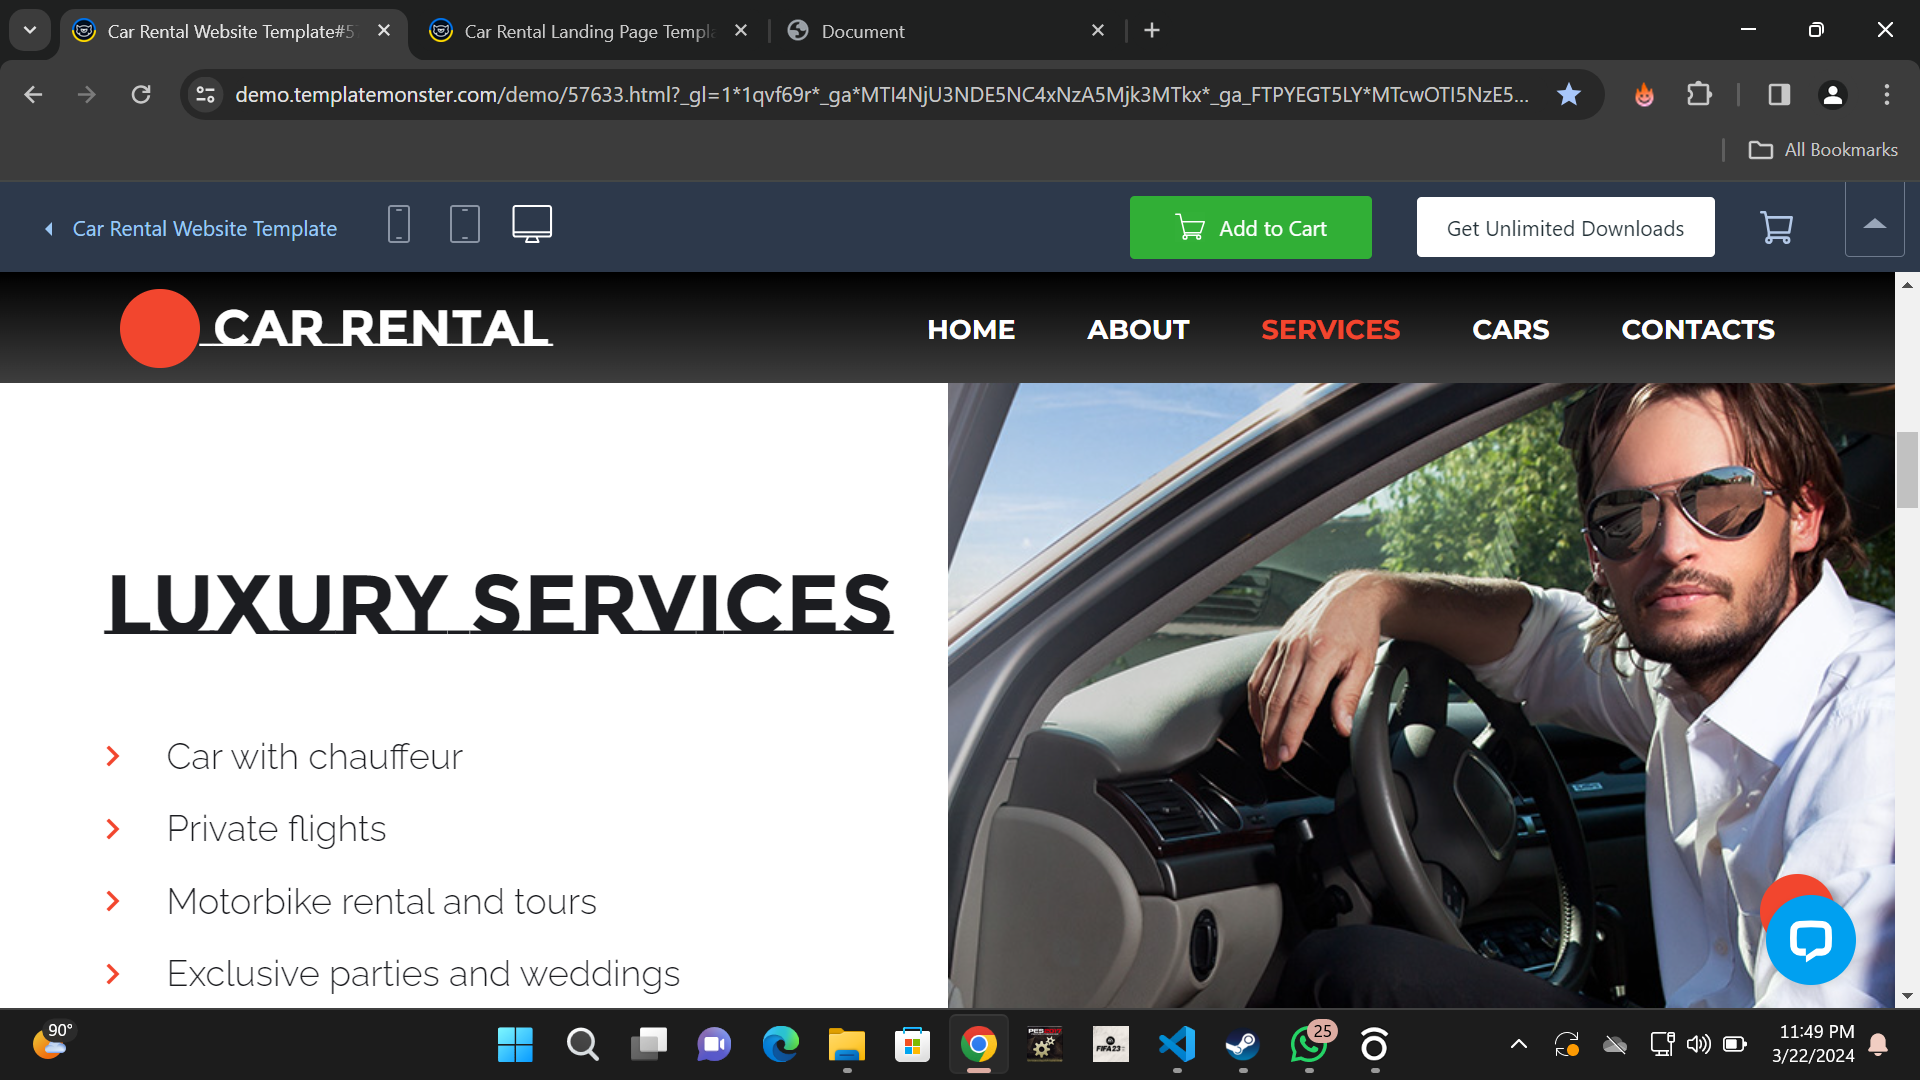 Car Rental Website Template#5
Car Rental Landing Page Templa
Document
demo.templatemonster.com/demo/57633.html?_gl=1*1qvf69r*_ga*MTI4NjU3NDE5NC4xNzA5Mjk3MTkx*_ga_FTPYEGT5LY*MTcwOTI5NzE5...
All Bookmarks
Car Rental Website Template
Add to Cart
Get Unlimited Downloads
CAR RENTAL
HOME
ABOUT
SERVICES
CARS
CONTACTS
LUXURY SERVICES
Car with chauffeur
Private flights
Motorbike rental and tours
Exclusive parties and weddings
90°
FIFA 23
25
11:49 PM
3/22/2024